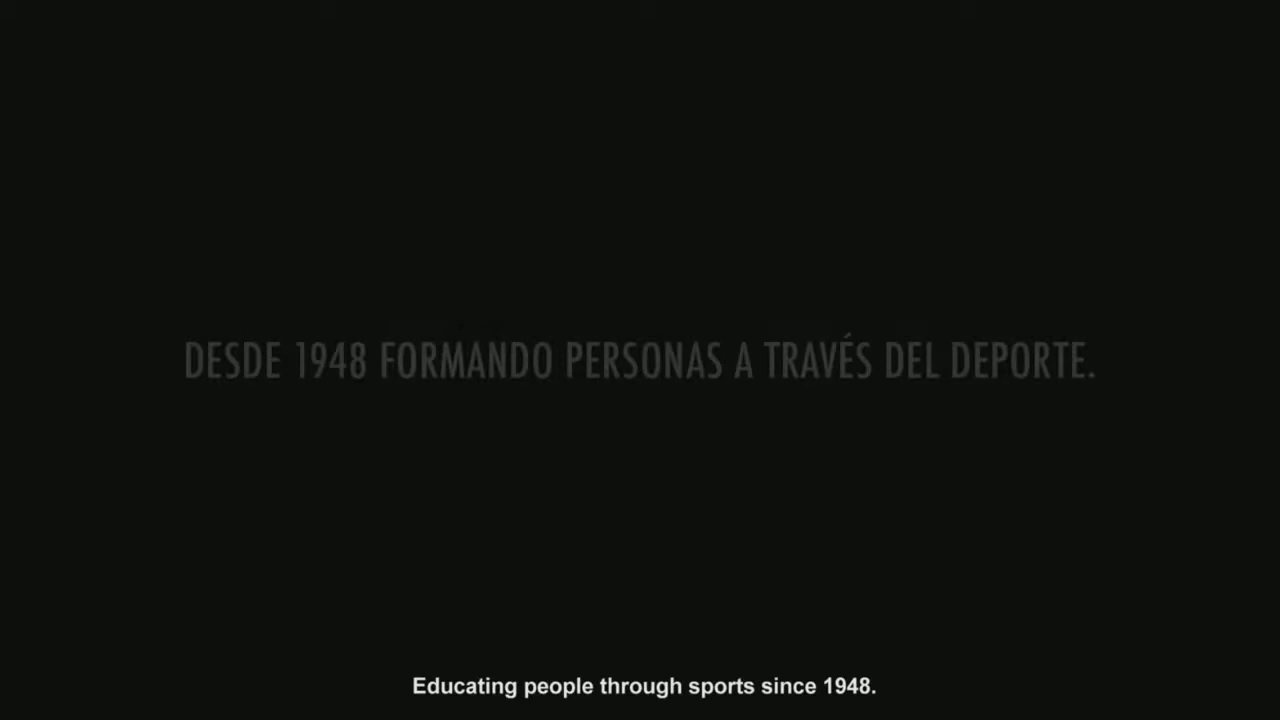 DESDE 1948 FORMANDO PERSONAS A TRAVÉS DEL DEPORTE.
Educating people through sports since 1948.